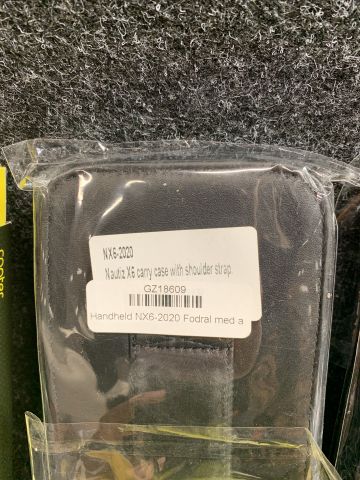 NX6-2020
Nautiz X6 carry case with shoulder strap.
GZ18609
Handheld NX6-2020 Fodral med a